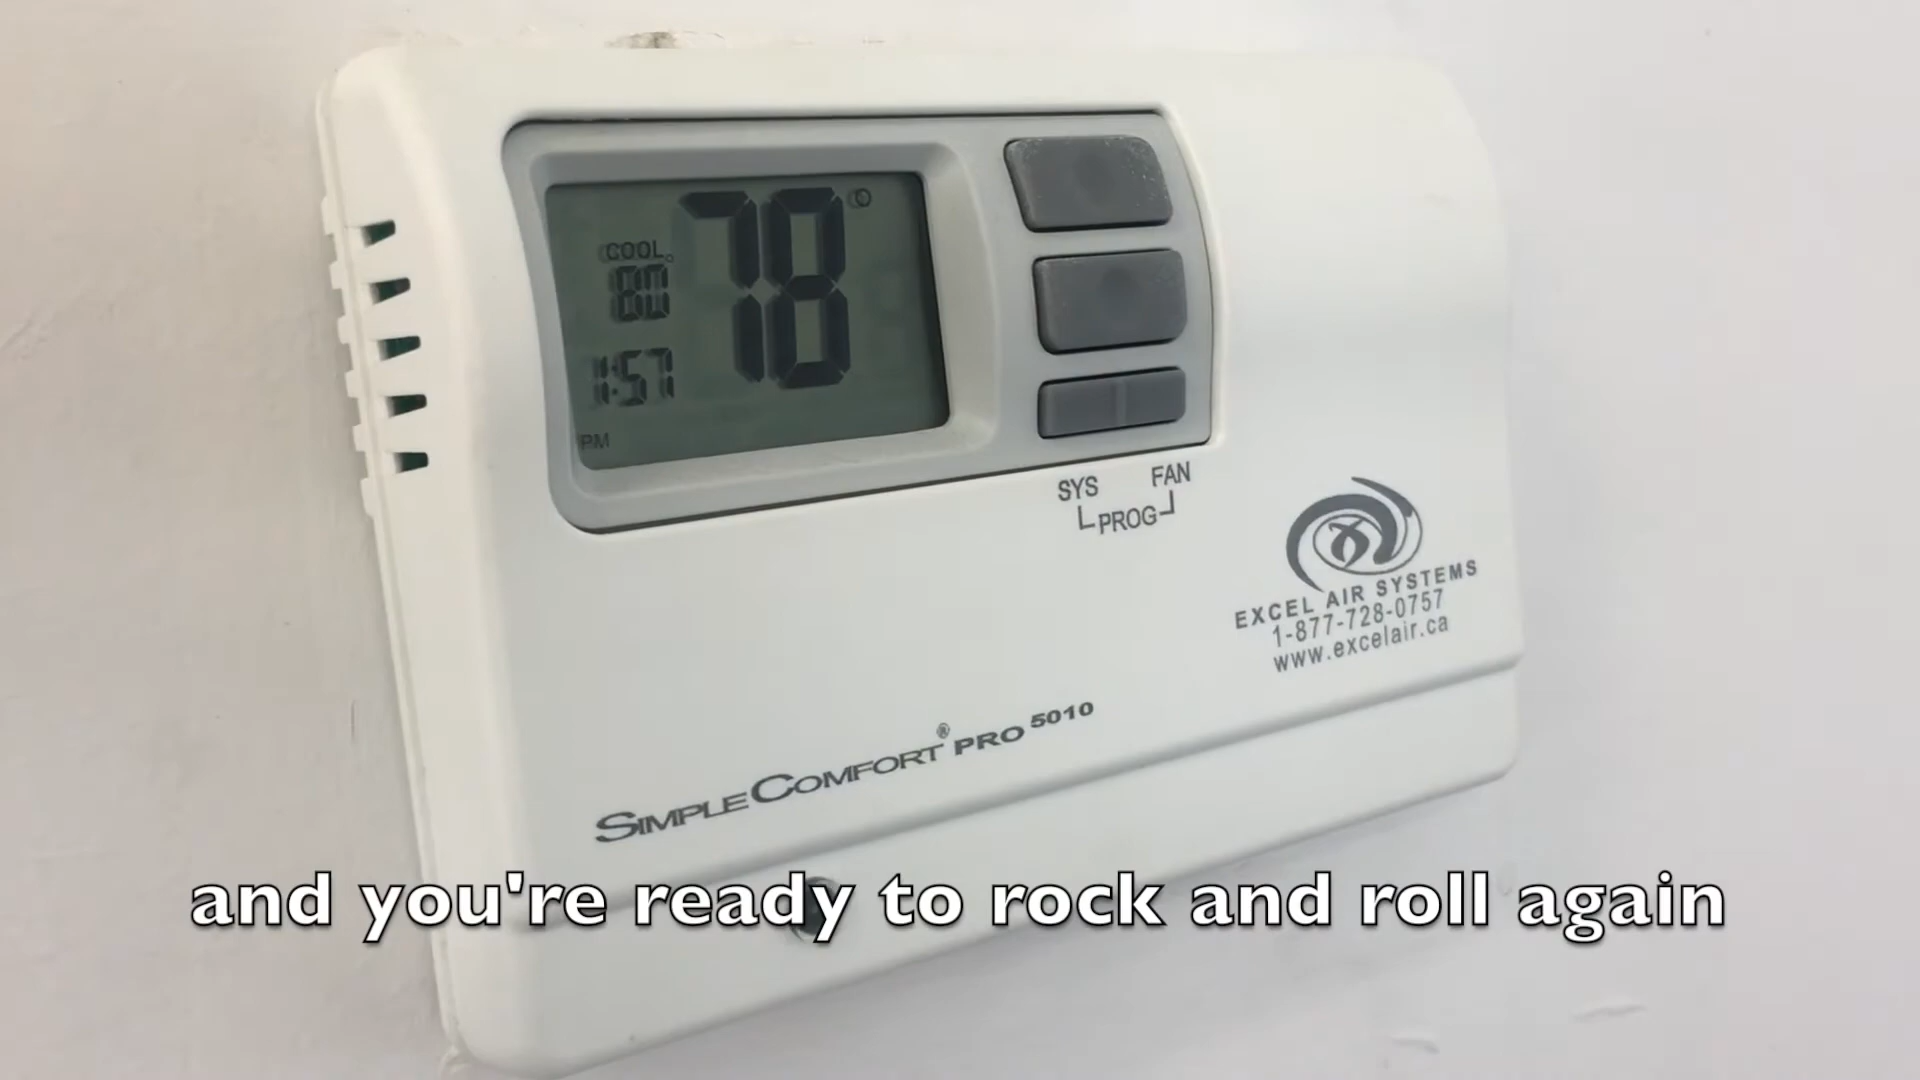 78°
COOL
80
1:57
PM
SYS FAN
PROG
EXCEL AIR SYSTEMS
1-877-728-0757
www.excelair.ca
SIMPLECOMFORT® PRO 5010
and you're ready to rock and roll again